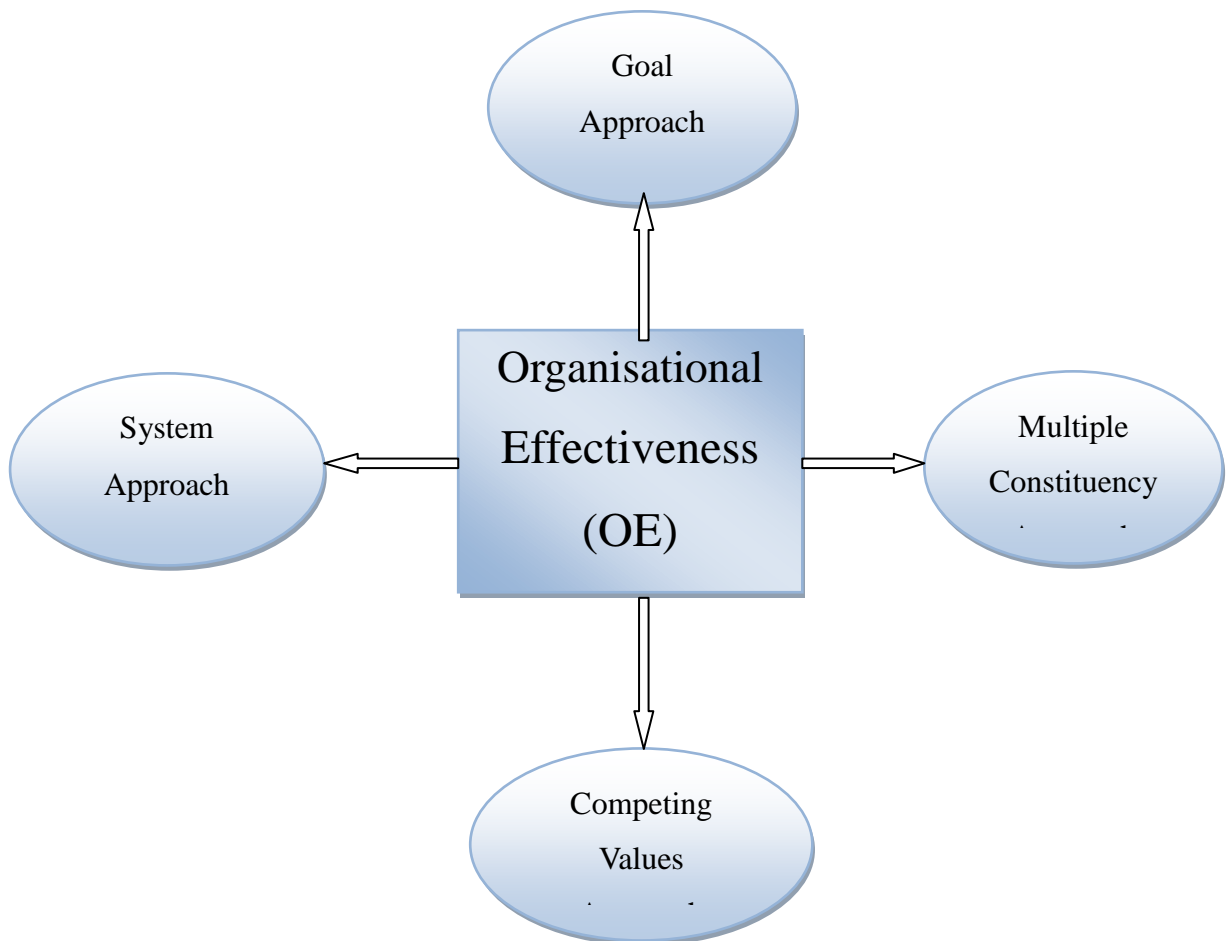 Goal
Approach
Organisational
Effectiveness
(OE)
System
Approach
Multiple
Constituency
Competing
Values